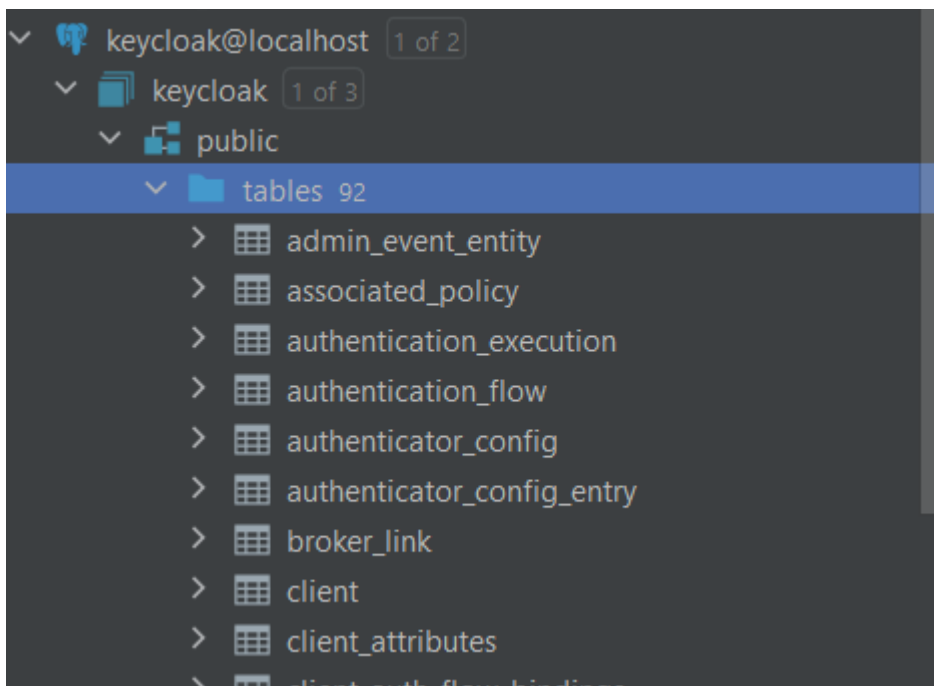 keycloak@localhost 1 of 2
keycloak 1 of 3
public
tables 92
admin_event_entity
associated_policy
authentication_execution
authentication_flow
authenticator_config
authenticator_config_entry
broker_link
client
client_attributes
client_auth_flow_bindings